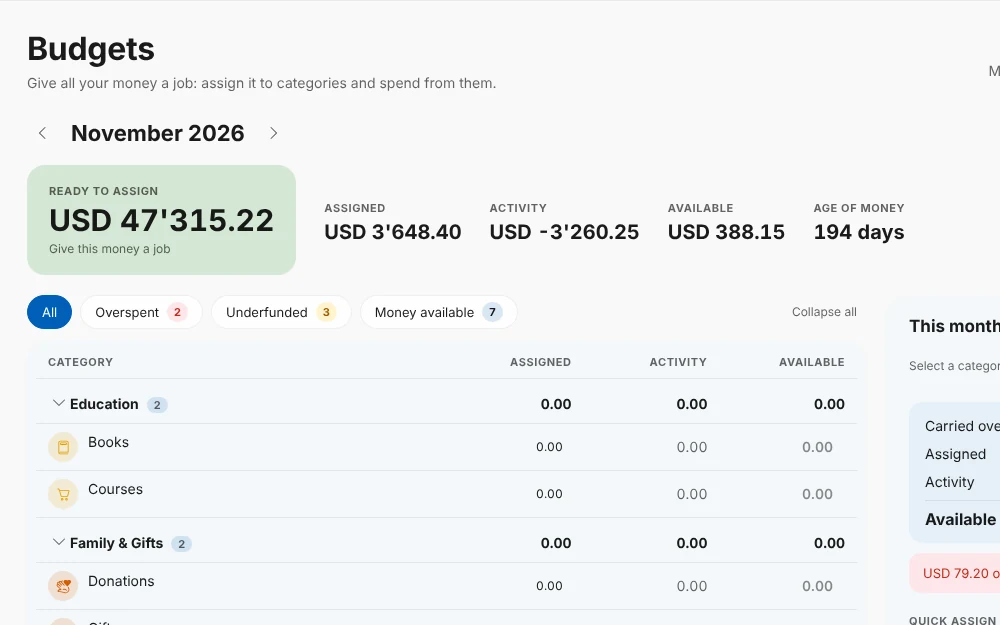 Budgets
Give all your money a job: assign it to categories and spend from them.
November 2026
READY TO ASSIGN
USD 47'315.22
Give this money a job
ASSIGNED
USD 3'648.40
ACTIVITY
USD -3'260.25
AVAILABLE
USD 388.15
AGE OF MONEY
194 days
All
Overspent 2
Underfunded 3
Money available 7
Collapse all
CATEGORY ASSIGNED ACTIVITY AVAILABLE
Education 2 0.00 0.00 0.00
Books 0.00 0.00 0.00
Courses 0.00 0.00 0.00
Family & Gifts 2 0.00 0.00 0.00
Donations 0.00 0.00 0.00
This month
Select a categor
Carried ove
Assigned
Activity
Available
USD 79.20 o
QUICK ASSIGN